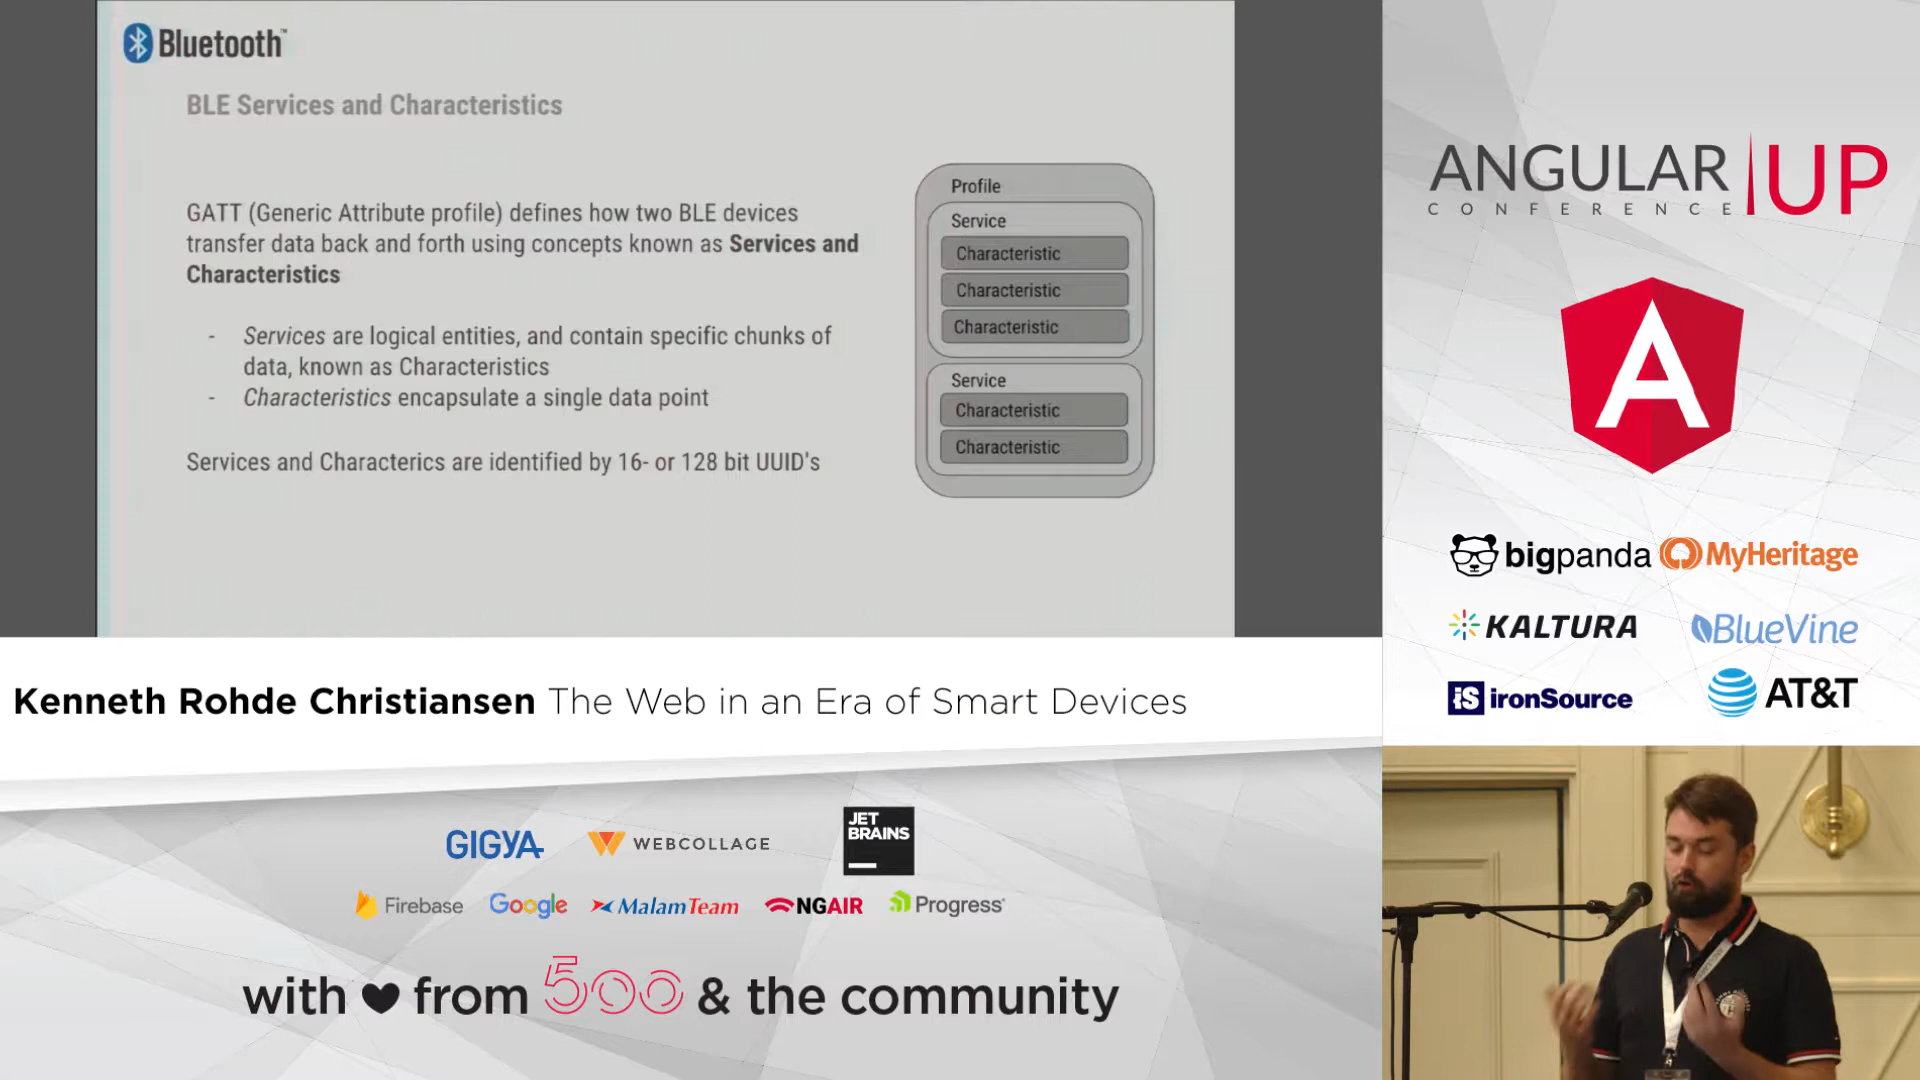 Bluetooth™
BLE Services and Characteristics
GATT (Generic Attribute profile) defines how two BLE devices
transfer data back and forth using concepts known as Services and
Characteristics
- Services are logical entities, and contain specific chunks of
data, known as Characteristics
- Characteristics encapsulate a single data point
Services and Characterics are identified by 16- or 128 bit UUID's
Profile
Service
Characteristic
Characteristic
Characteristic
Service
Characteristic
Characteristic
Kenneth Rohde Christiansen The Web in an Era of Smart Devices
GIGYA
WEBCOLLAGE
JET
BRAINS
Firebase
Google
MalamTeam
NGAIR
Progress
with from 500 & the community
ANGULAR UP
CONFERENCE
A
bigpanda
MyHeritage
KALTURA
BlueVine
iS ironSource
AT&T